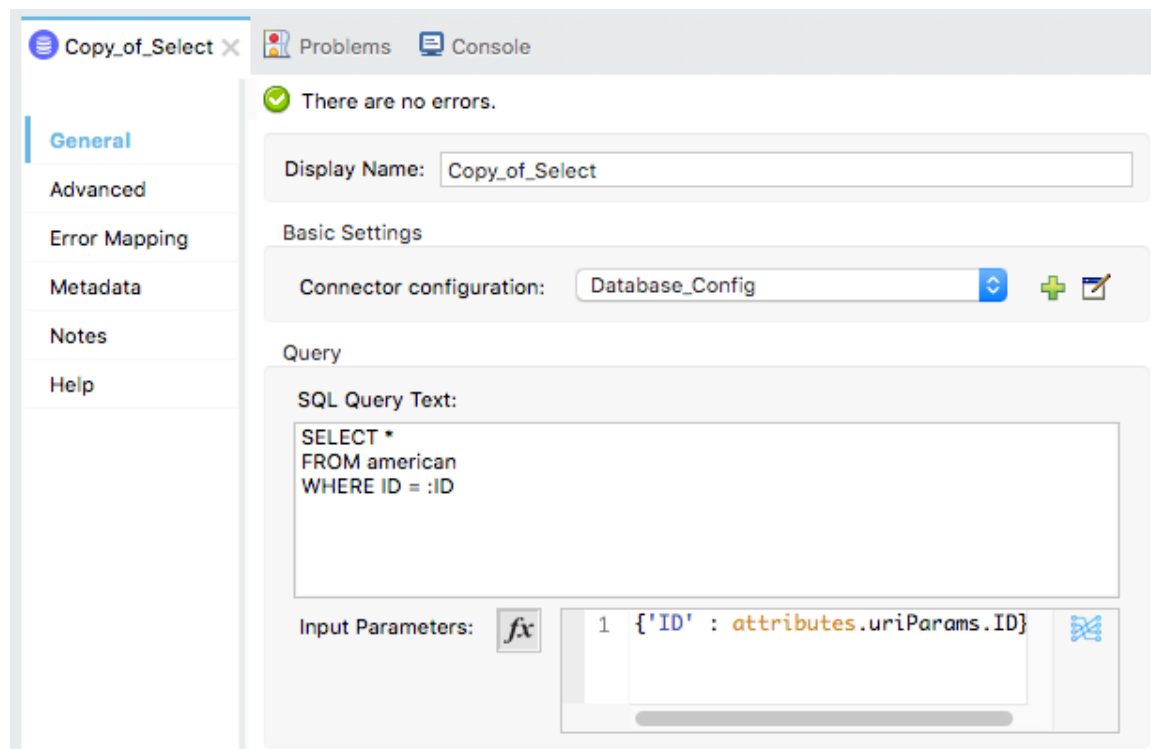 Copy_of_Select Problems Console
There are no errors.
General
Advanced
Error Mapping
Metadata
Notes
Help
Display Name: Copy_of_Select
Basic Settings
Connector configuration: Database_Config
Query
SQL Query Text:
SELECT *
FROM american
WHERE ID = :ID
Input Parameters: fx 1 {'ID' : attributes.uriParams.ID}